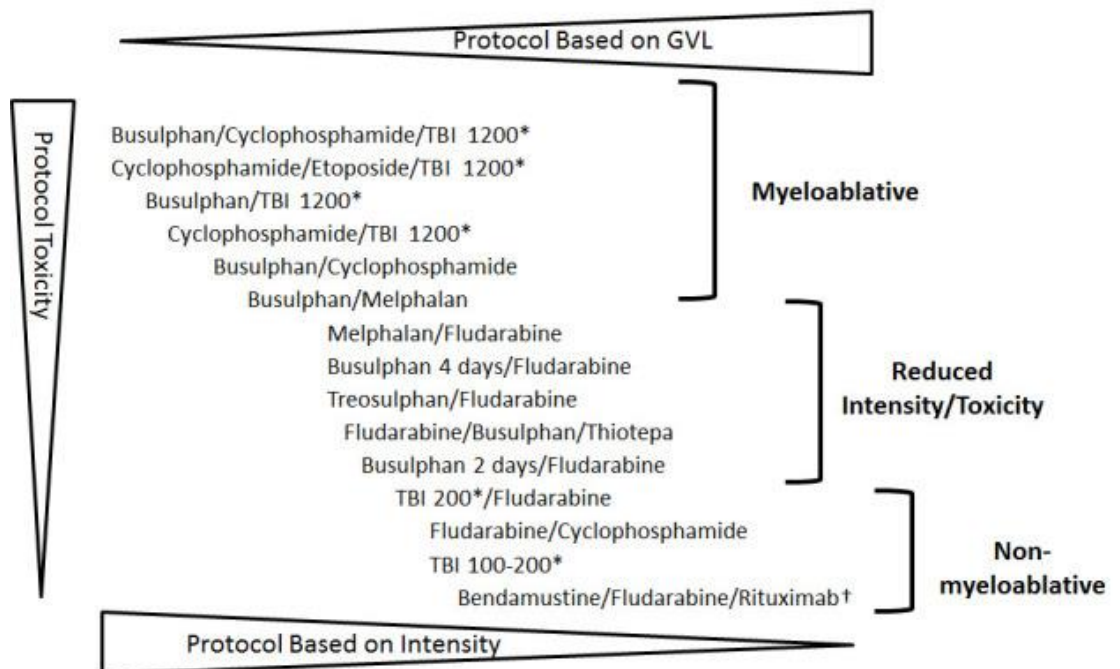 Protocol Based on GVL
Protocol Toxicity
Busulphan/Cyclophosphamide/TBI 1200*
Cyclophosphamide/Etoposide/TBI 1200*
Busulphan/TBI 1200*
Cyclophosphamide/TBI 1200*
Busulphan/Cyclophosphamide
Busulphan/Melphalan
Myeloablative
Melphalan/Fludarabine
Busulphan 4 days/Fludarabine
Treosulphan/Fludarabine
Fludarabine/Busulphan/Thiotepa
Busulphan 2 days/Fludarabine
Reduced
Intensity/Toxicity
TBI 200*/Fludarabine
Fludarabine/Cyclophosphamide
TBI 100-200*
Bendamustine/Fludarabine/Rituximab†
Non-
myeloablative
Protocol Based on Intensity